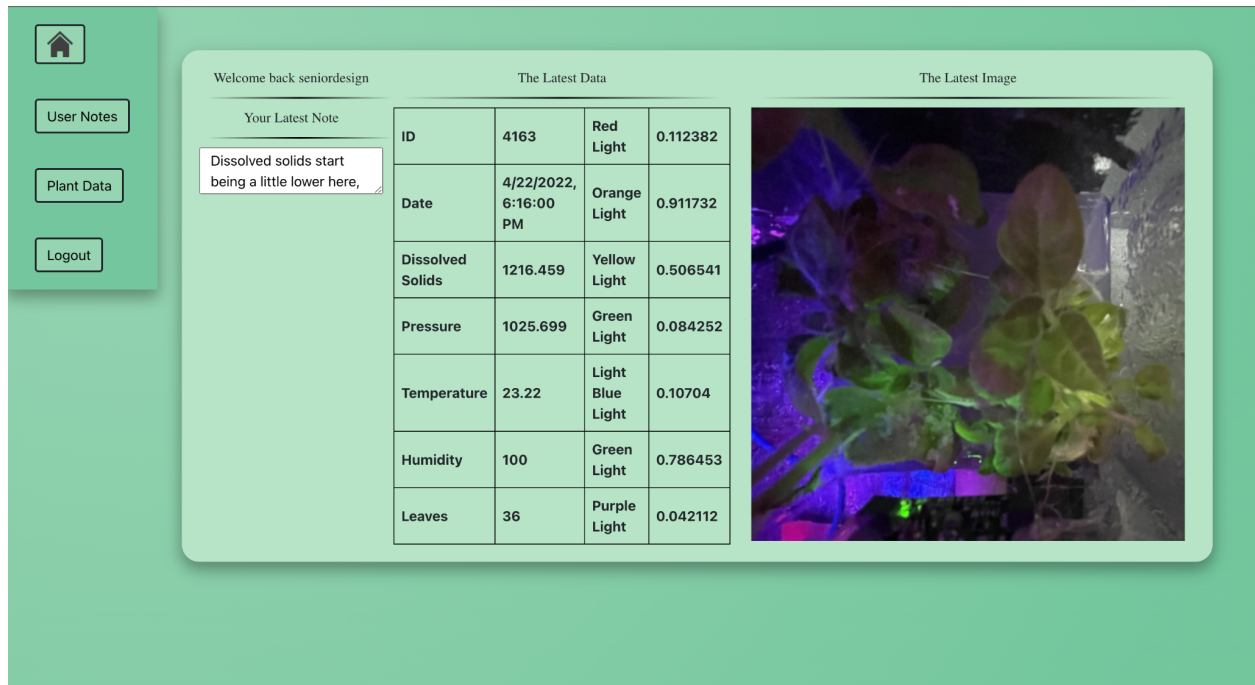 User Notes
Plant Data
Logout
Welcome back seniordesign
Your Latest Note
Dissolved solids start
being a little lower here,
The Latest Data
ID 4163 Red
Light 0.112382
Date 4/22/2022,
6:16:00
PM Orange
Light 0.911732
Dissolved
Solids 1216.459 Yellow
Light 0.506541
Pressure 1025.699 Green
Light 0.084252
Temperature 23.22 Light
Blue
Light 0.10704
Humidity 100 Green
Light 0.786453
Leaves 36 Purple
Light 0.042112
The Latest Image